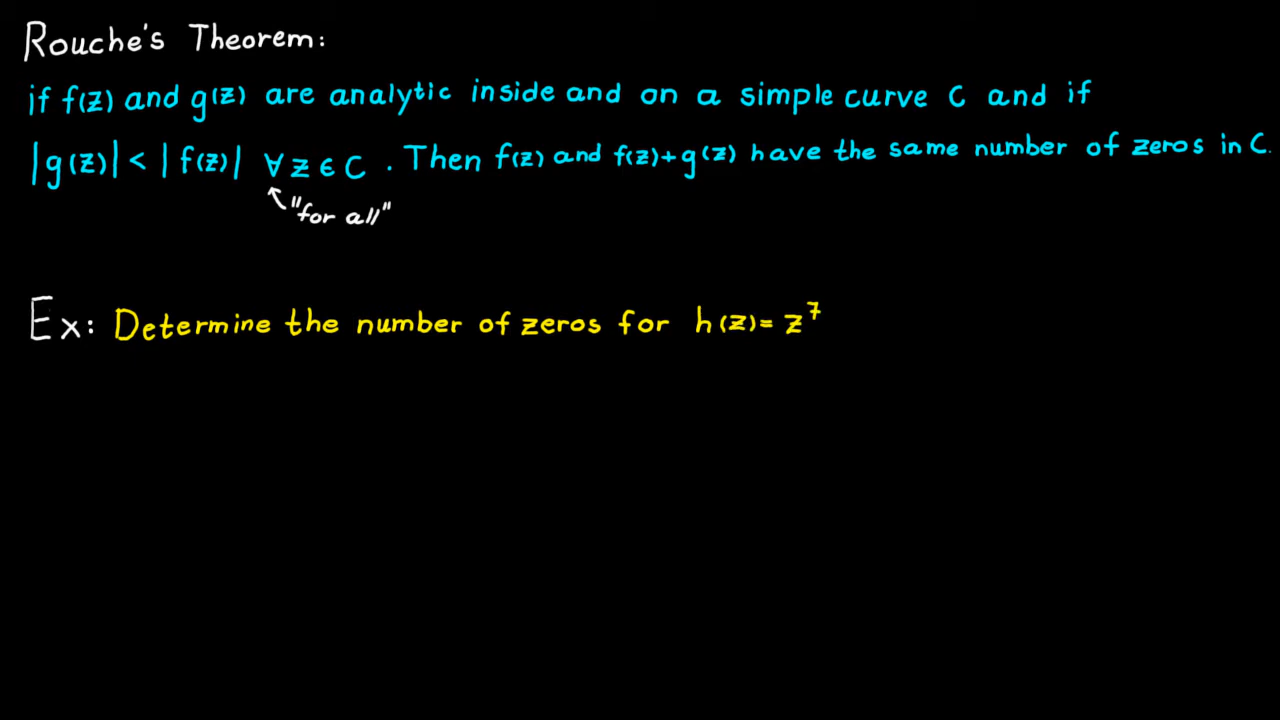 Rouche's Theorem:
if f(z) and g(z) are analytic inside and on a simple curve C and if
|g(z)| < |f(z)| ∀ z ∈ C . Then f(z) and f(z)+g(z) have the same number of zeros in C.
"for all"
Ex: Determine the number of zeros for h(z)= z⁷